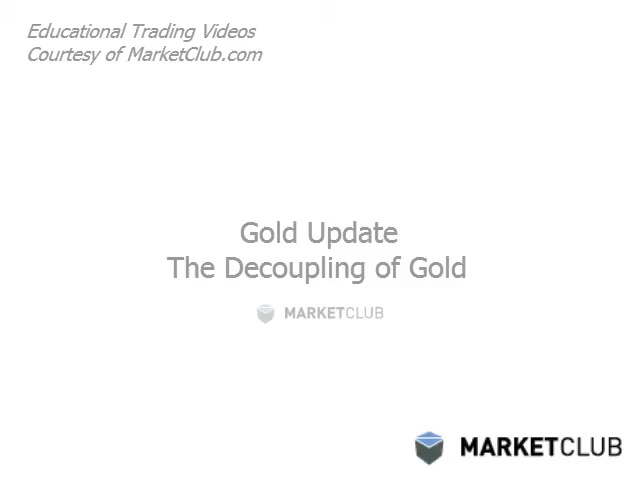 Educational Trading Videos
Courtesy of MarketClub.com
Gold Update
The Decoupling of Gold
MARKETCLUB
MARKETCLUB